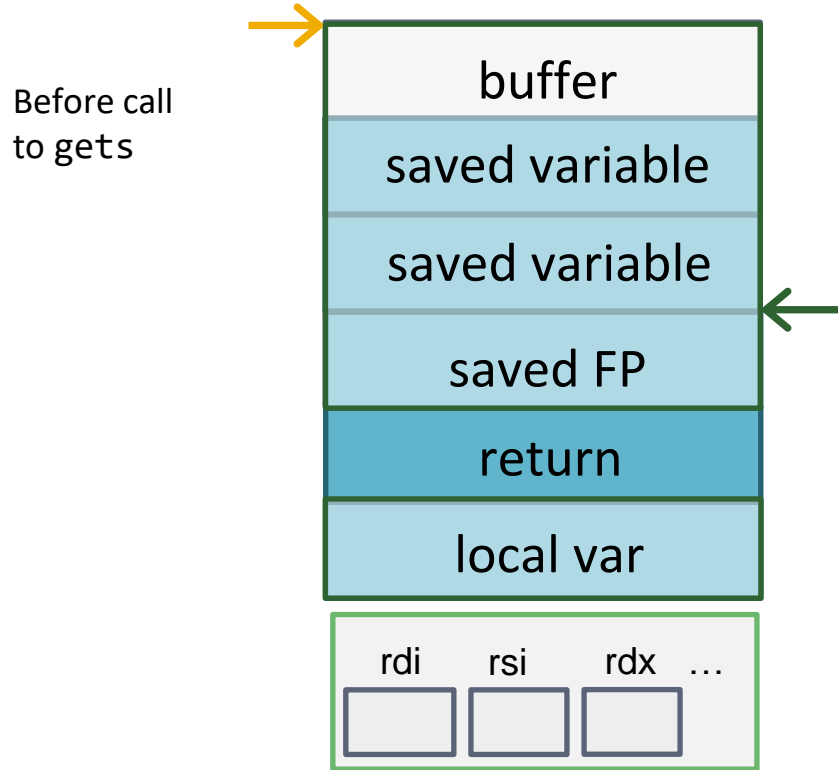 buffer
Before call
to gets
saved variable
saved variable
saved FP
return
local var
rdi rsi rdx …